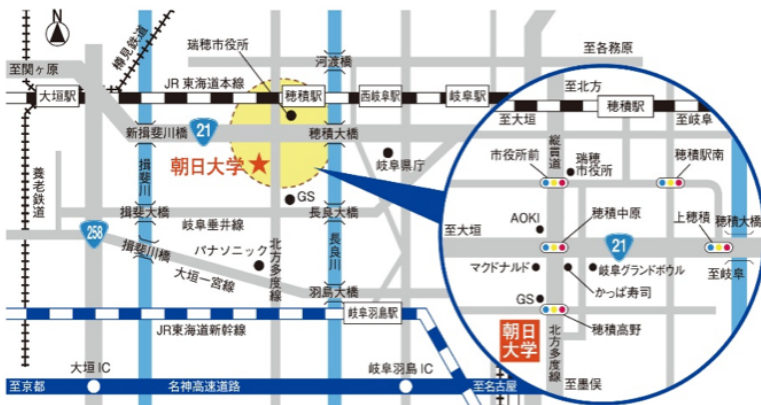 N
樽見鉄道
瑞穂市役所
河渡橋
至各務原
至関ヶ原
JR東海道本線
大垣駅
穂積駅
西岐阜駅
岐阜駅
新揖斐川橋
21
穂積大橋
朝日大学
岐阜県庁
養老鉄道
揖斐川
GS
揖斐大橋
岐阜垂井線
長良大橋
258
揖斐川橋
パナソニック
北方多度線
長良川
大垣一宮線
羽島大橋
岐阜羽島駅
JR東海道新幹線
大垣IC
岐阜羽島IC
至京都
名神高速道路
至名古屋
至北方
穂積駅
至大垣
至岐阜
縦貫道
市役所前
瑞穂
市役所
穂積駅南
AOKI
穂積中原
上穂積
穂積大橋
至大垣
21
至岐阜
マクドナルド
岐阜グランドボウル
かっぱ寿司
GS
穂積高野
朝日
大学
北方多度線
至墨俣